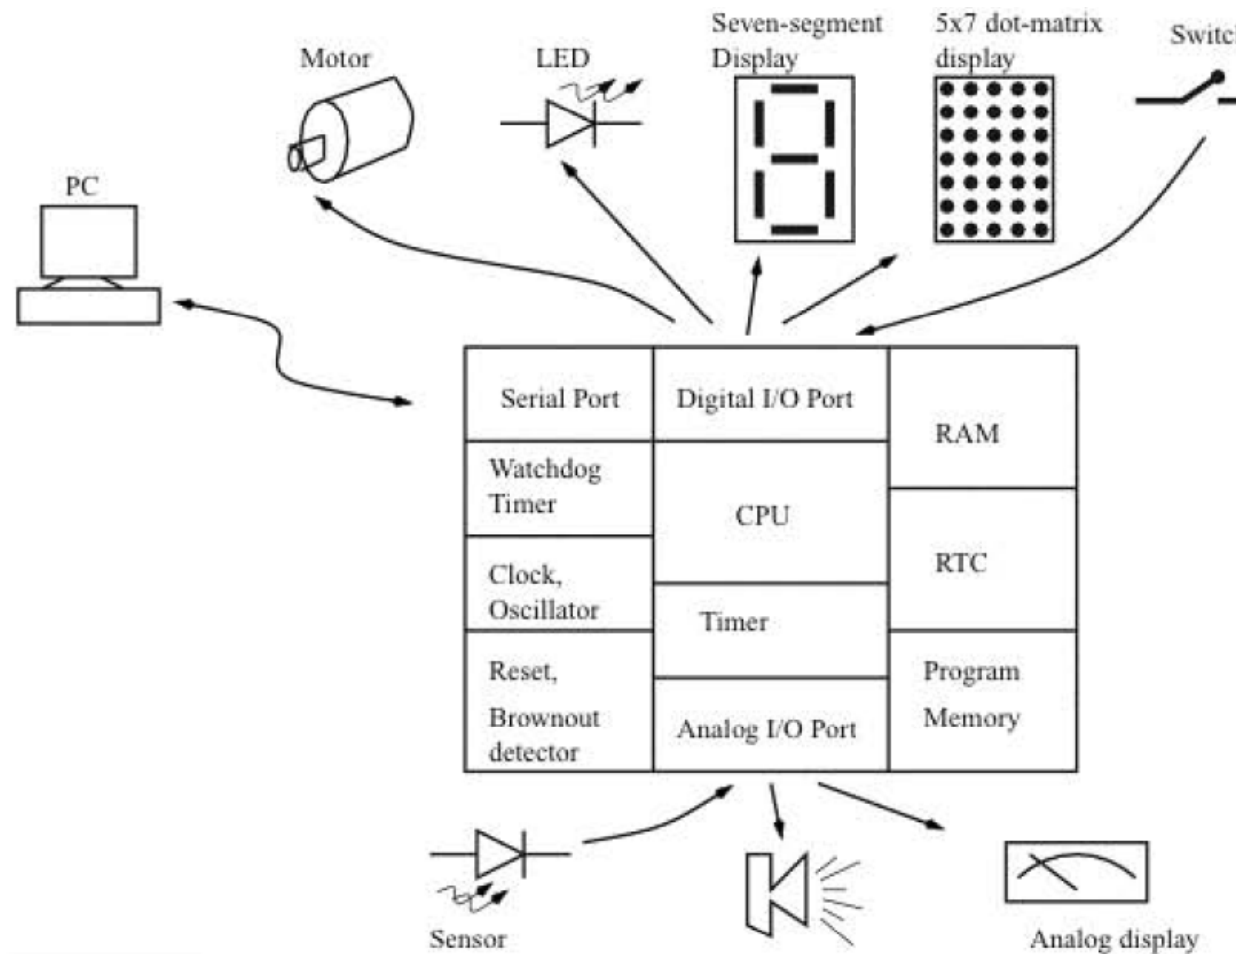 Motor
LED
Seven-segment
Display
5x7 dot-matrix
display
Switch
PC
Serial Port
Digital I/O Port
RAM
Watchdog
Timer
CPU
RTC
Clock,
Oscillator
Timer
Reset,
Brownout
detector
Program
Memory
Analog I/O Port
Sensor
Analog display